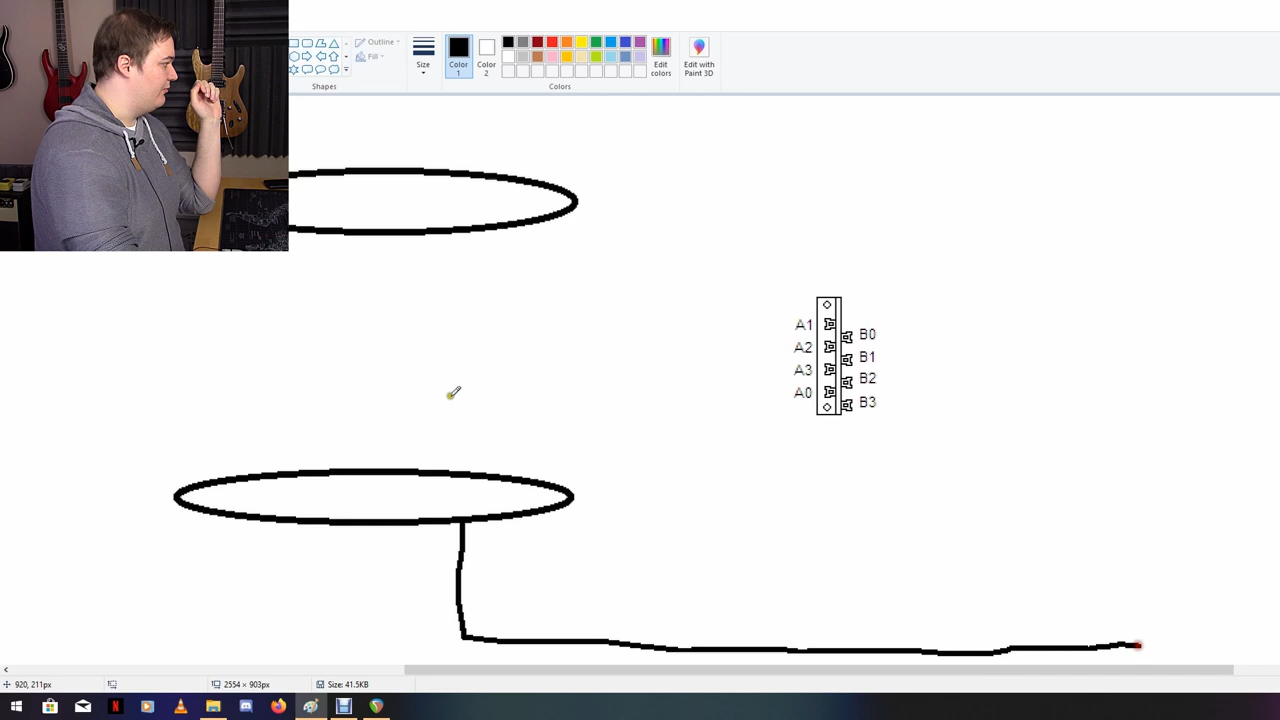 Outline
Fill
Size
Color 1
Color 2
Edit colors
Edit with Paint 3D
Shapes
Colors
A1
B0
A2
B1
A3
B2
A0
B3
920, 211px
2554 × 903px
Size: 41.5KB